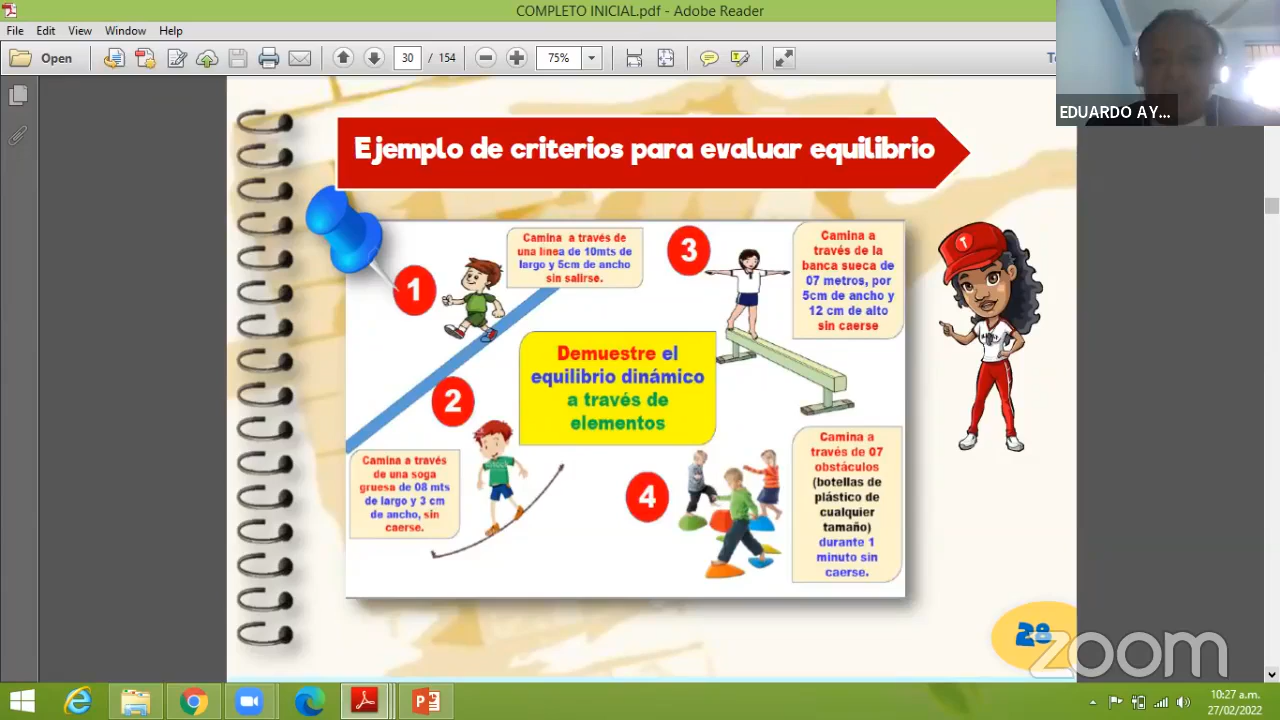 COMPLETO INICIAL.pdf - Adobe Reader
File Edit View Window Help
Open
30 / 154
75%
EDUARDO AY...
Ejemplo de criterios para evaluar equilibrio
1
Camina a través de
una línea de 10mts de
largo y 5cm de ancho
sin salirse.
2
Camina a través
de una soga
gruesa de 08 mts
de largo y 3 cm
de ancho, sin
caerse.
Demuestre el
equilibrio dinámico
a través de
elementos
3
Camina a
través de la
banca sueca de
07 metros, por
5cm de ancho y
12 cm de alto
sin caerse
4
Camina a
través de 07
obstáculos
(botellas de
plástico de
cualquier
tamaño)
durante 1
minuto sin
caerse.
28
zoom
10:27 a.m.
27/02/2022